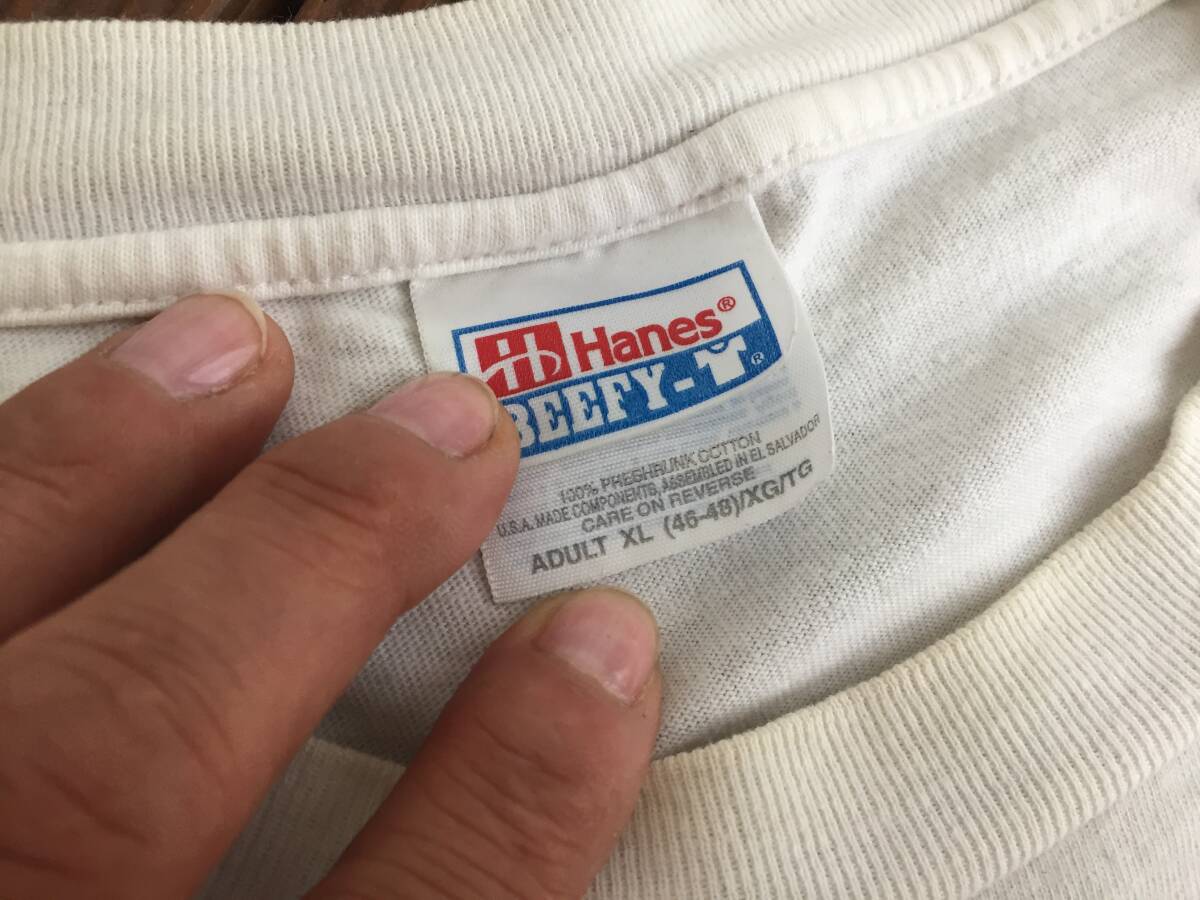 Hanes®
BEEFY-T®
100% PRESHRUNK COTTON
U.S.A. MADE COMPONENTS, ASSEMBLED IN EL SALVADOR
CARE ON REVERSE
ADULT XL (46-48)/XG/TG